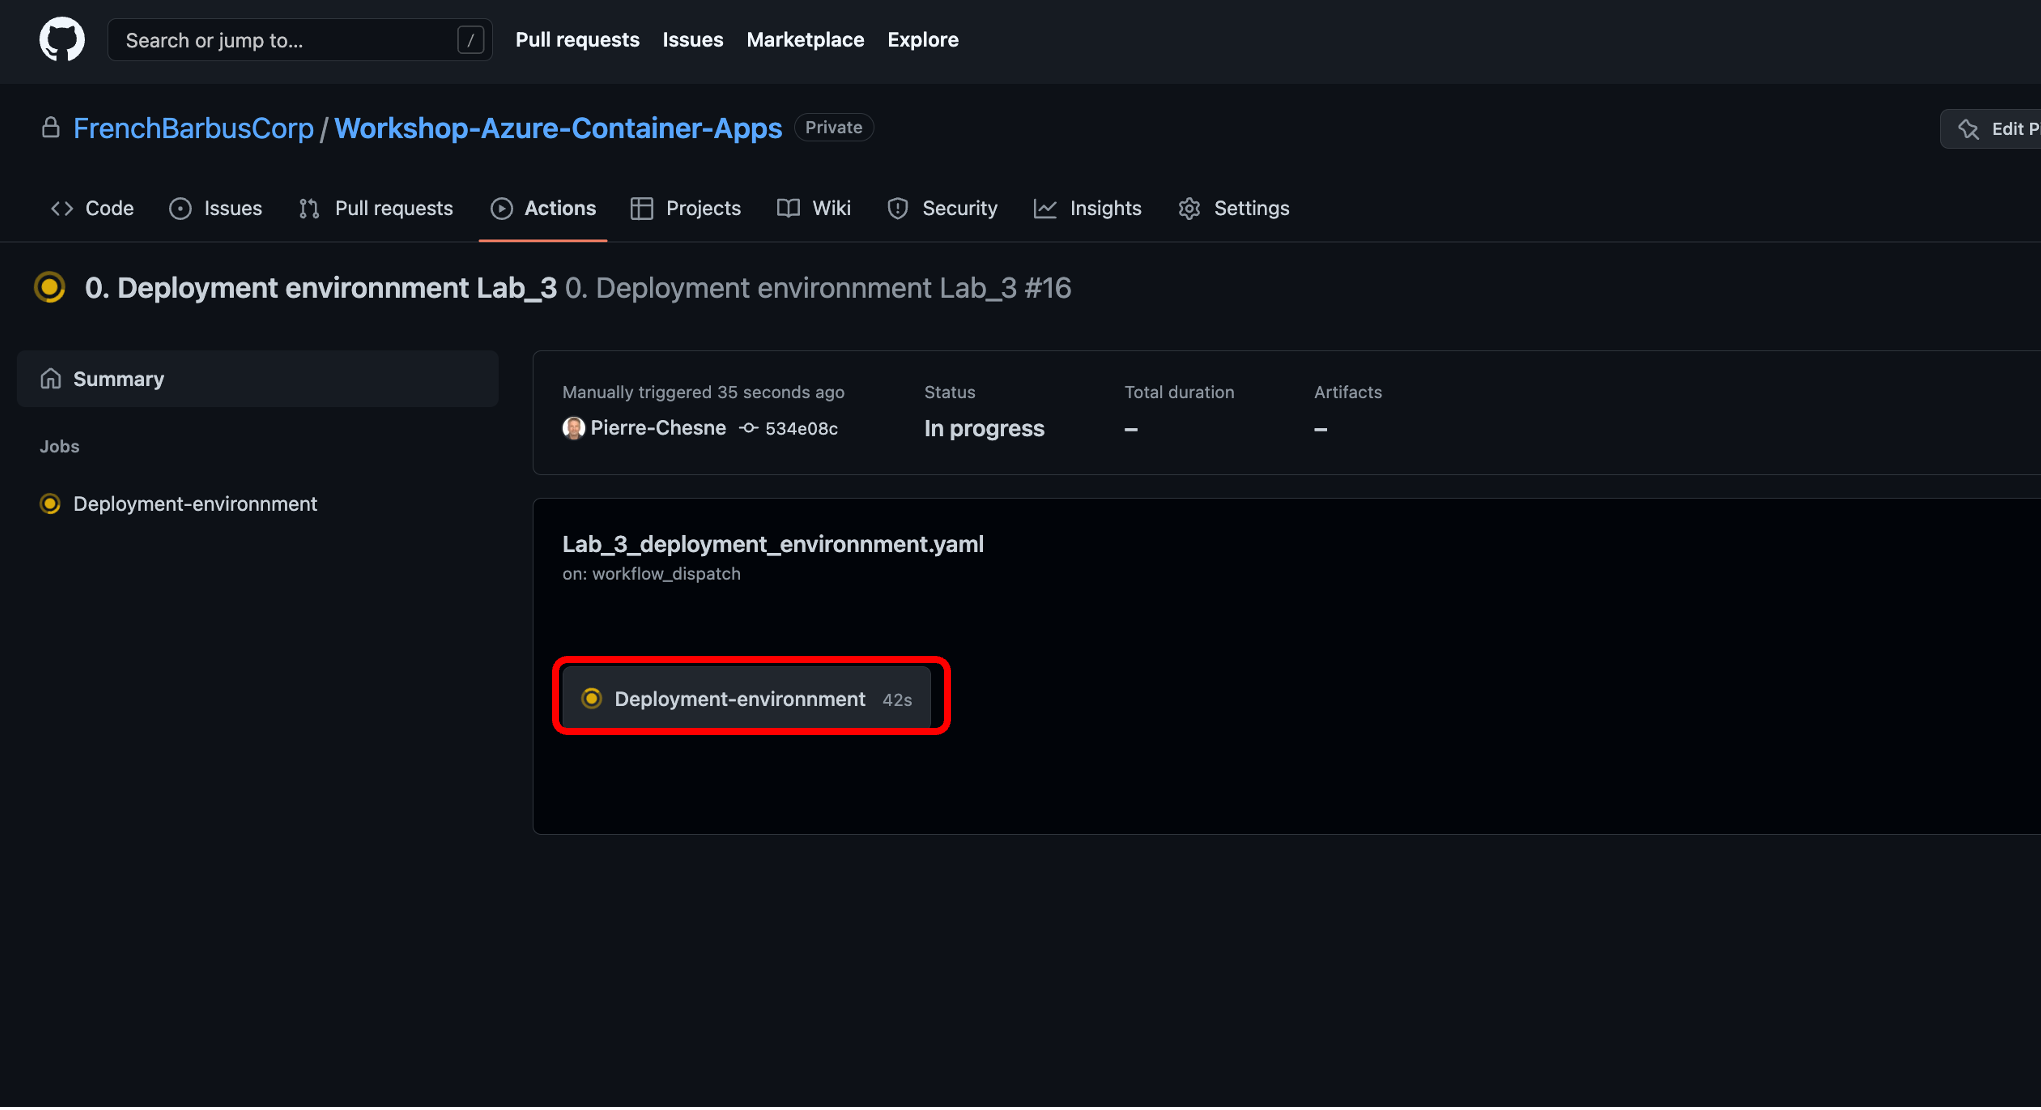 Search or jump to... / Pull requests Issues Marketplace Explore
FrenchBarbusCorp / Workshop-Azure-Container-Apps Private Edit P
Code Issues Pull requests Actions Projects Wiki Security Insights Settings
0. Deployment environnment Lab_3 0. Deployment environnment Lab_3 #16
Summary
Jobs
Deployment-environnment
Manually triggered 35 seconds ago Status Total duration Artifacts
Pierre-Chesne 534e08c In progress – –
Lab_3_deployment_environnment.yaml
on: workflow_dispatch
Deployment-environnment 42s